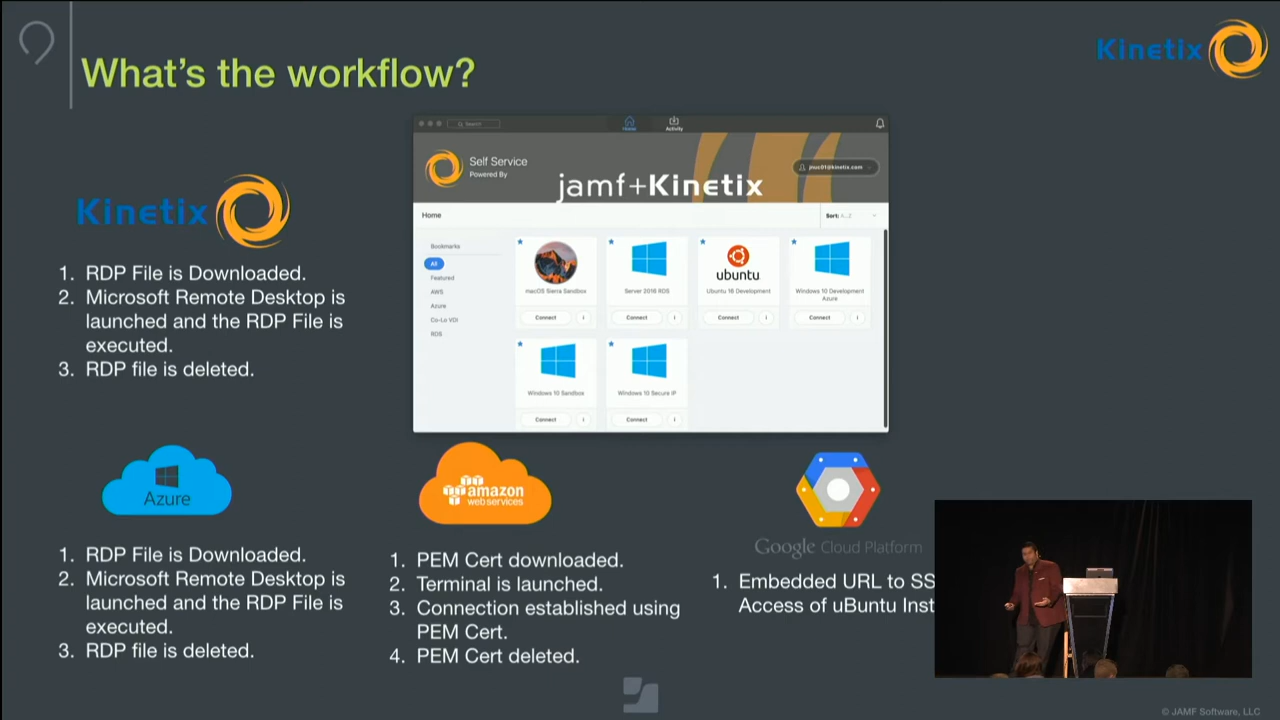 What's the workflow?
Kinetix
Search
Home
Activity
Self Service
Powered By
jamf+Kinetix
jnuc01@kinetix.com
Home
Sort: A...Z
Bookmarks
All
Featured
AWS
Azure
Co-Lo VDI
RDS
macOS Sierra Sandbox
Connect
i
Server 2016 RDS
Connect
i
ubuntu
Ubuntu 16 Development
Connect
i
Windows 10 Development
Azure
Connect
i
Windows 10 Sandbox
Connect
i
Windows 10 Secure IP
Connect
i
Kinetix
1. RDP File is Downloaded.
2. Microsoft Remote Desktop is
launched and the RDP File is
executed.
3. RDP file is deleted.
Azure
1. RDP File is Downloaded.
2. Microsoft Remote Desktop is
launched and the RDP File is
executed.
3. RDP file is deleted.
amazon
web services
1. PEM Cert downloaded.
2. Terminal is launched.
3. Connection established using
PEM Cert.
4. PEM Cert deleted.
Google Cloud Platform
1. Embedded URL to SS
Access of uBuntu Inst
© JAMF Software, LLC